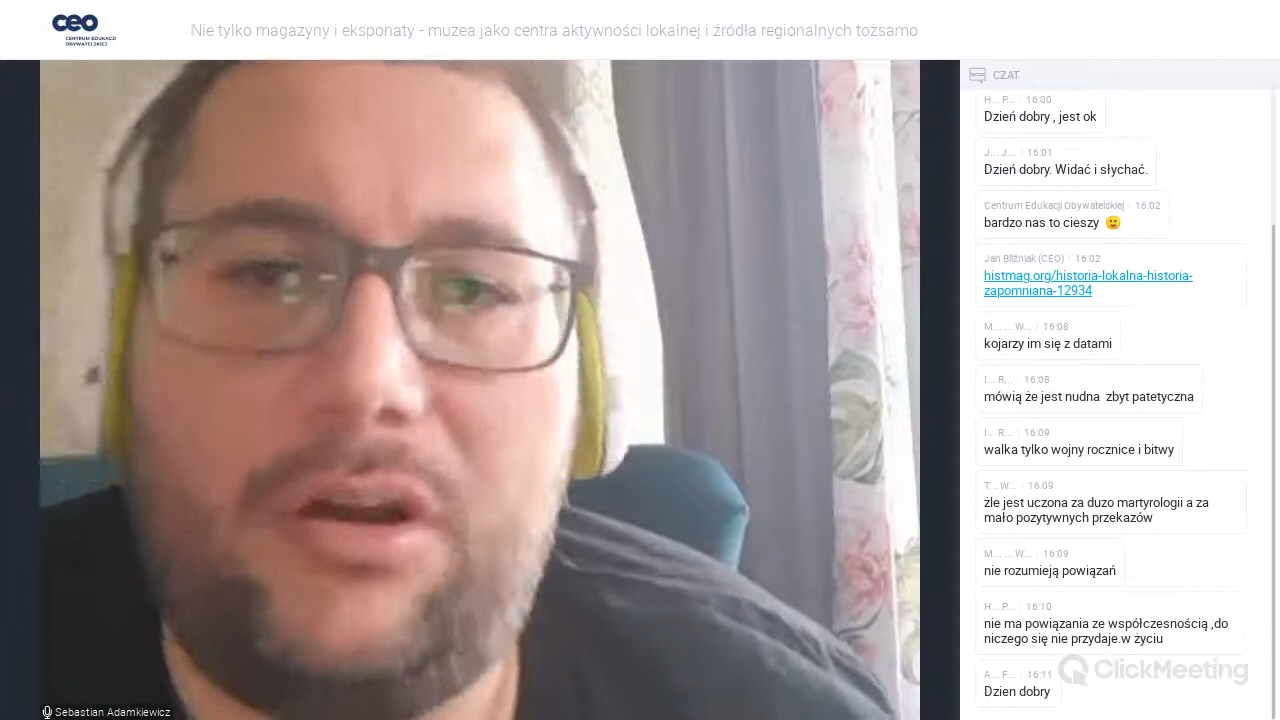 ceo
CENTRUM EDUKACJI
OBYWATELSKIEJ
Nie tylko magazyny i eksponaty - muzea jako centra aktywności lokalnej i źródła regionalnych tożsamo
CZAT
H... P... 16:00
Dzień dobry , jest ok
J... J... 16:01
Dzień dobry. Widać i słychać.
Centrum Edukacji Obywatelskiej 16:02
bardzo nas to cieszy 🙂
Jan Bliźniak (CEO) 16:02
histmag.org/historia-lokalna-historia-
zapomniana-12934
M... ... W... 16:08
kojarzy im się z datami
I... R... 16:08
mówią że jest nudna zbyt patetyczna
I... R... 16:09
walka tylko wojny rocznice i bitwy
T... W... 16:09
żle jest uczona za duzo martyrologii a za
mało pozytywnych przekazów
M... ... W... 16:09
nie rozumieją powiązań
H... P... 16:10
nie ma powiązania ze współczesnością ,do
niczego się nie przydaje.w życiu
A... F... 16:11
Dzien dobry
ClickMeeting
Sebastian Adamkiewicz